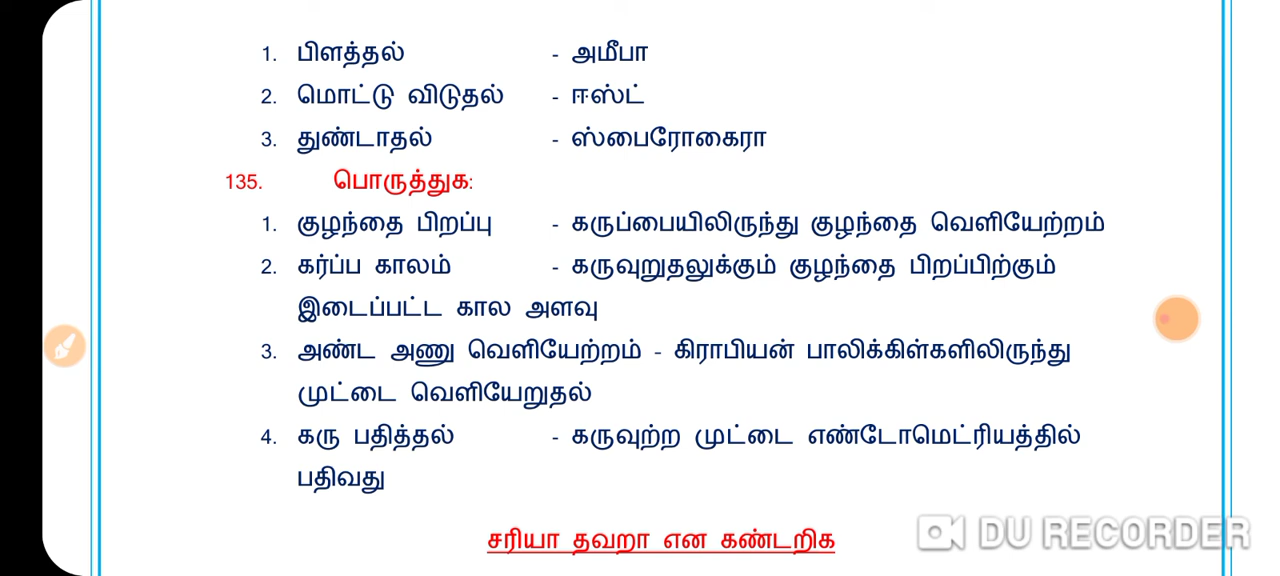 1. பிளத்தல் - அமீபா
2. மொட்டு விடுதல் - ஈஸ்ட்
3. துண்டாதல் - ஸ்பைரோகைரா
135. பொருத்துக:
1. குழந்தை பிறப்பு - கருப்பையிலிருந்து குழந்தை வெளியேற்றம்
2. கர்ப்ப காலம் - கருவுறுதலுக்கும் குழந்தை பிறப்பிற்கும்
இடைப்பட்ட கால அளவு
3. அண்ட அணு வெளியேற்றம் - கிராபியன் பாலிக்கிள்களிலிருந்து
முட்டை வெளியேறுதல்
4. கரு பதித்தல் - கருவுற்ற முட்டை எண்டோமெட்ரியத்தில்
பதிவது
சரியா தவறா என கண்டறிக
DU RECORDER